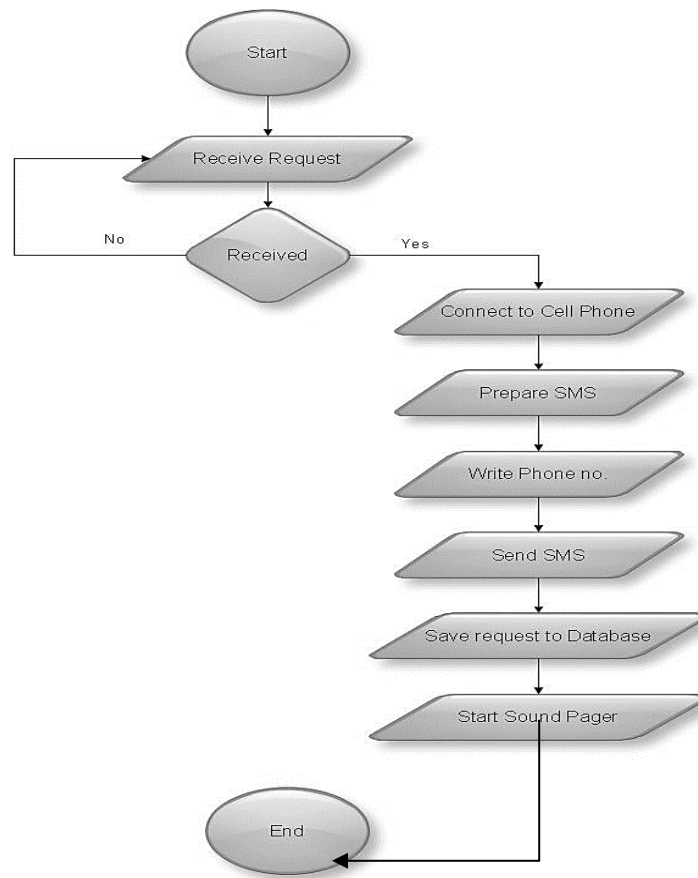 Start
Receive Request
Received
No
Yes
Connect to Cell Phone
Prepare SMS
Write Phone no.
Send SMS
Save request to Database
Start Sound Pager
End